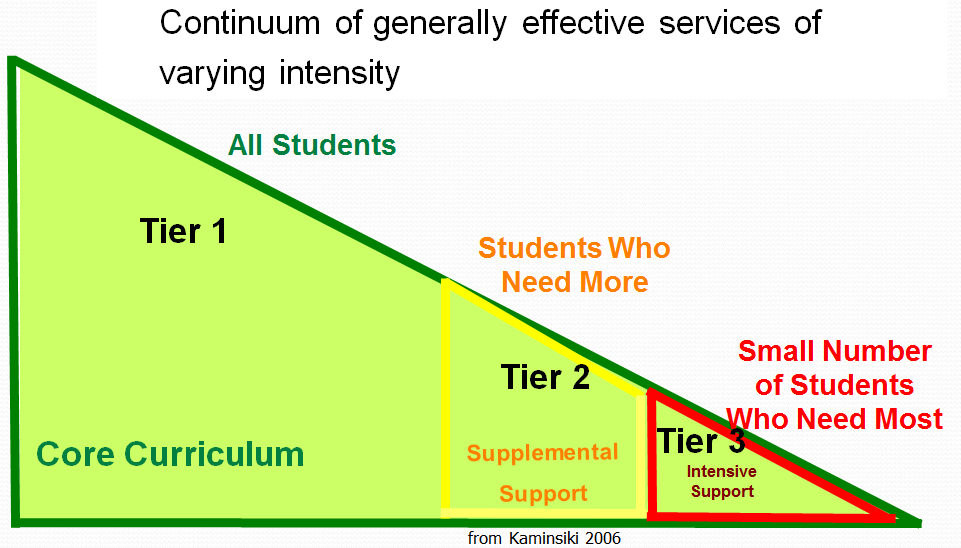 Continuum of generally effective services of
varying intensity
All Students
Tier 1
Students Who
Need More
Small Number
of Students
Who Need Most
Tier 2
Tier 3
Core Curriculum
Supplemental
Support
Intensive
Support
from Kaminsiki 2006